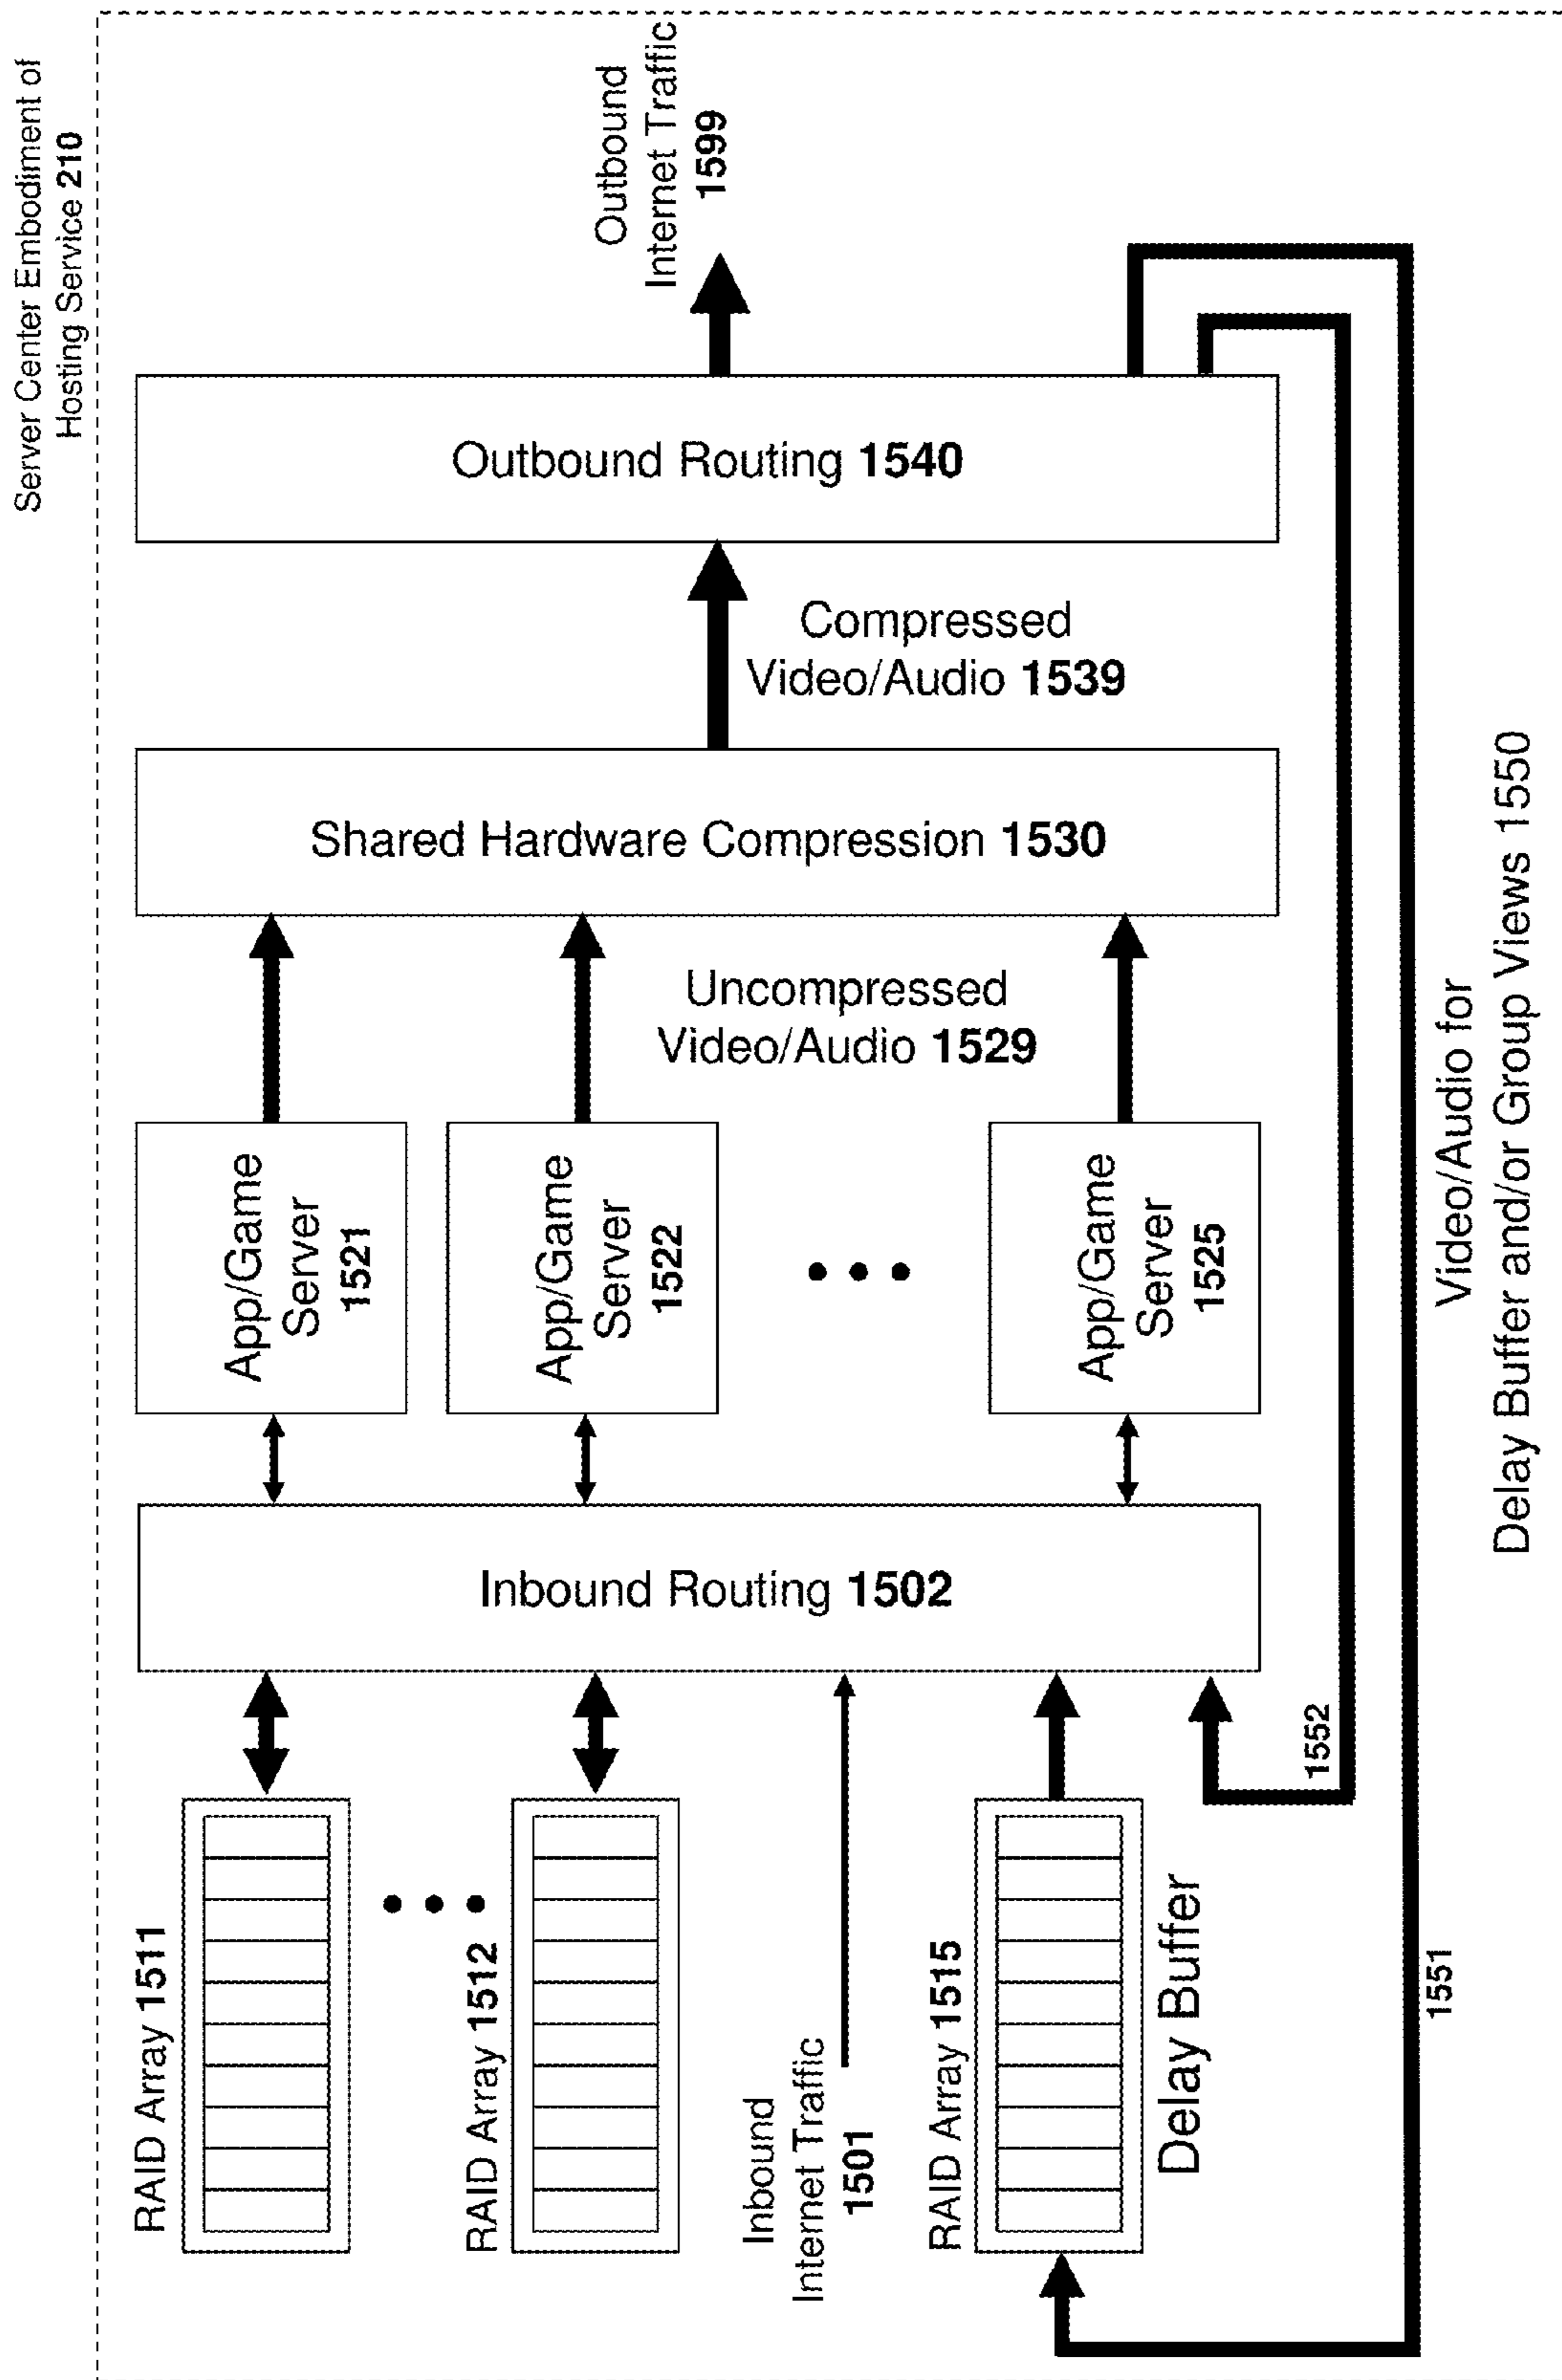 Server Center Embodiment of
Hosting Service 210
RAID Array 1511
RAID Array 1512
Inbound
Internet Traffic
1501
RAID Array 1515
Delay Buffer
Inbound Routing 1502
App/Game
Server
1521
App/Game
Server
1522
App/Game
Server
1525
Uncompressed
Video/Audio 1529
Shared Hardware Compression 1530
Compressed
Video/Audio 1539
Outbound Routing 1540
Outbound
Internet Traffic
1599
1552
1551
Video/Audio for
Delay Buffer and/or Group Views 1550